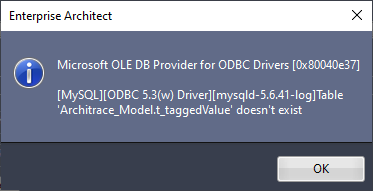 Enterprise Architect
Microsoft OLE DB Provider for ODBC Drivers [0x80040e37]
[MySQL][ODBC 5.3(w) Driver][mysqld-5.6.41-log]Table
'Architrace_Model.t_taggedValue' doesn't exist
OK